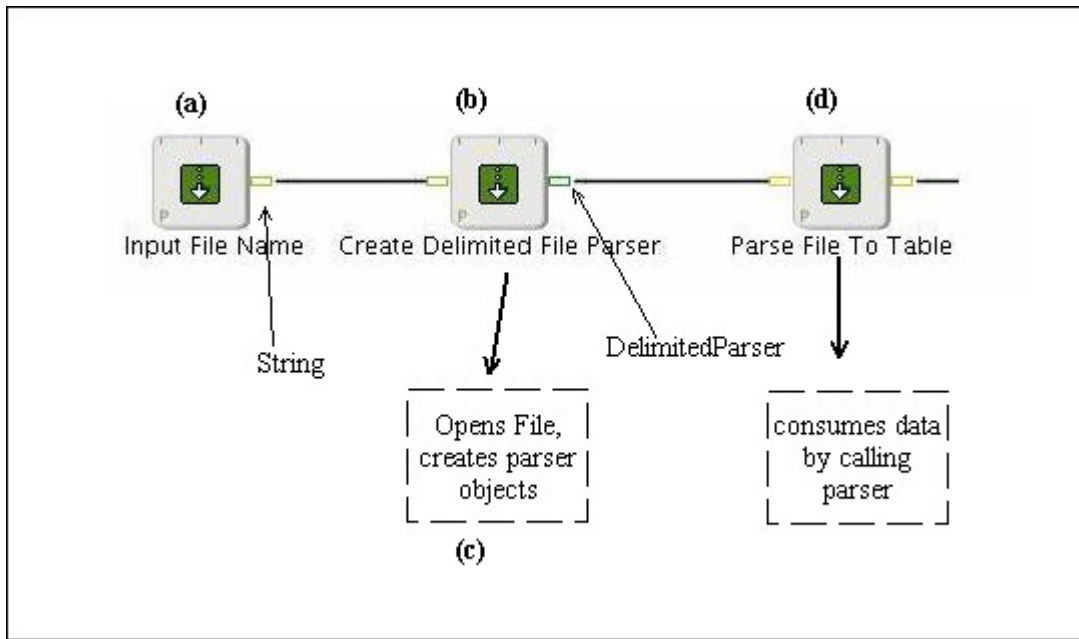 (a)
(b)
(d)
P
P
P
Input File Name
Create Delimited File Parser
Parse File To Table
String
DelimitedParser
Opens File,
creates parser
objects
consumes data
by calling
parser
(c)